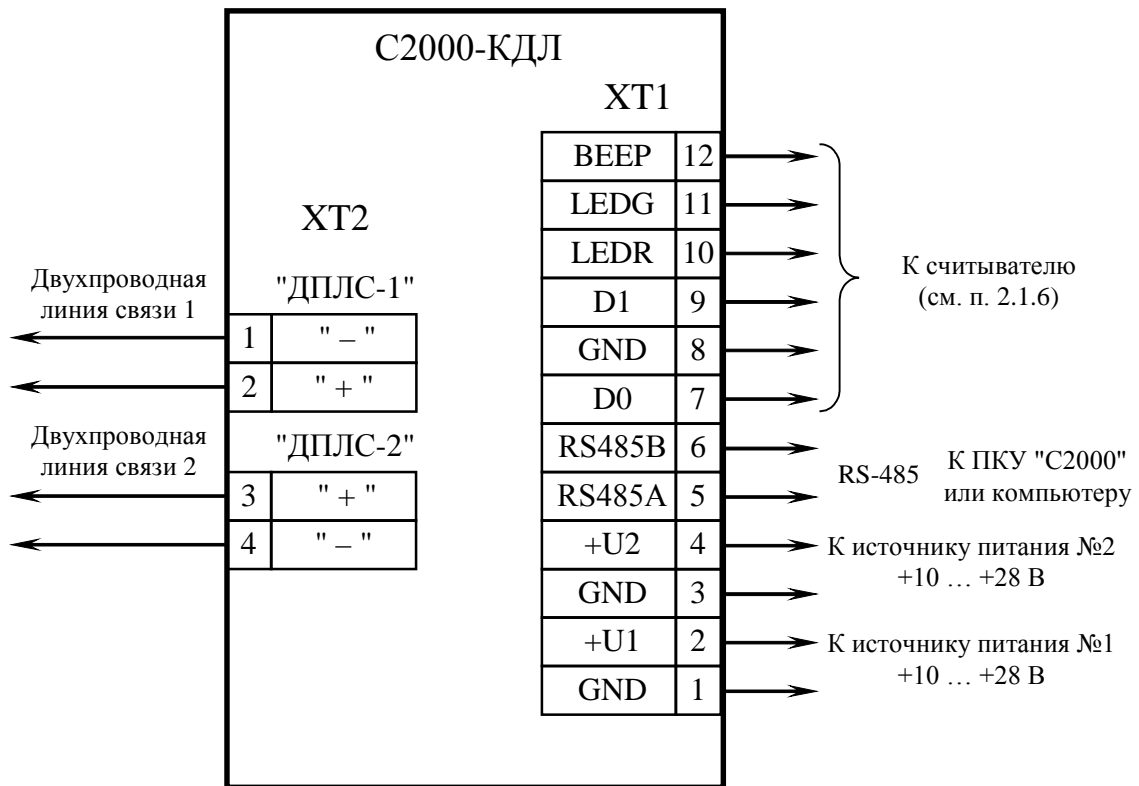 С2000-КДЛ
XT1
BEEP 12
LEDG 11
LEDR 10
D1 9
GND 8
D0 7
RS485B 6
RS485A 5
+U2 4
GND 3
+U1 2
GND 1
XT2
"ДПЛС-1"
1 " – "
2 " + "
"ДПЛС-2"
3 " + "
4 " – "
Двухпроводная
линия связи 1
Двухпроводная
линия связи 2
К считывателю
(см. п. 2.1.6)
RS-485
К ПКУ "С2000"
или компьютеру
К источнику питания №2
+10 … +28 В
К источнику питания №1
+10 … +28 В